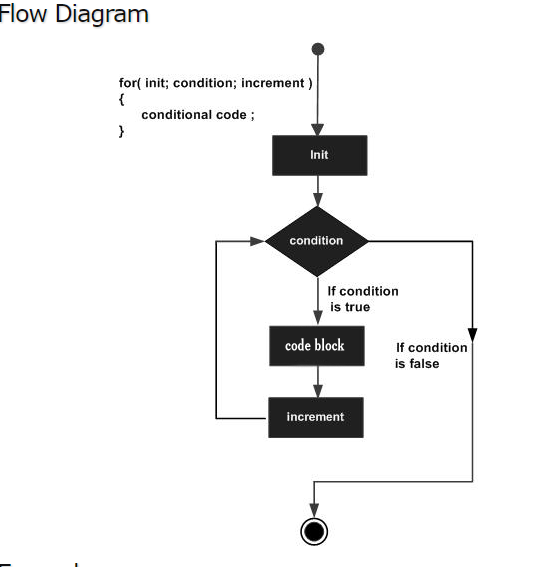 Flow Diagram
for( init; condition; increment )
{
conditional code ;
}
Init
condition
If condition
is true
code block
If condition
is false
increment